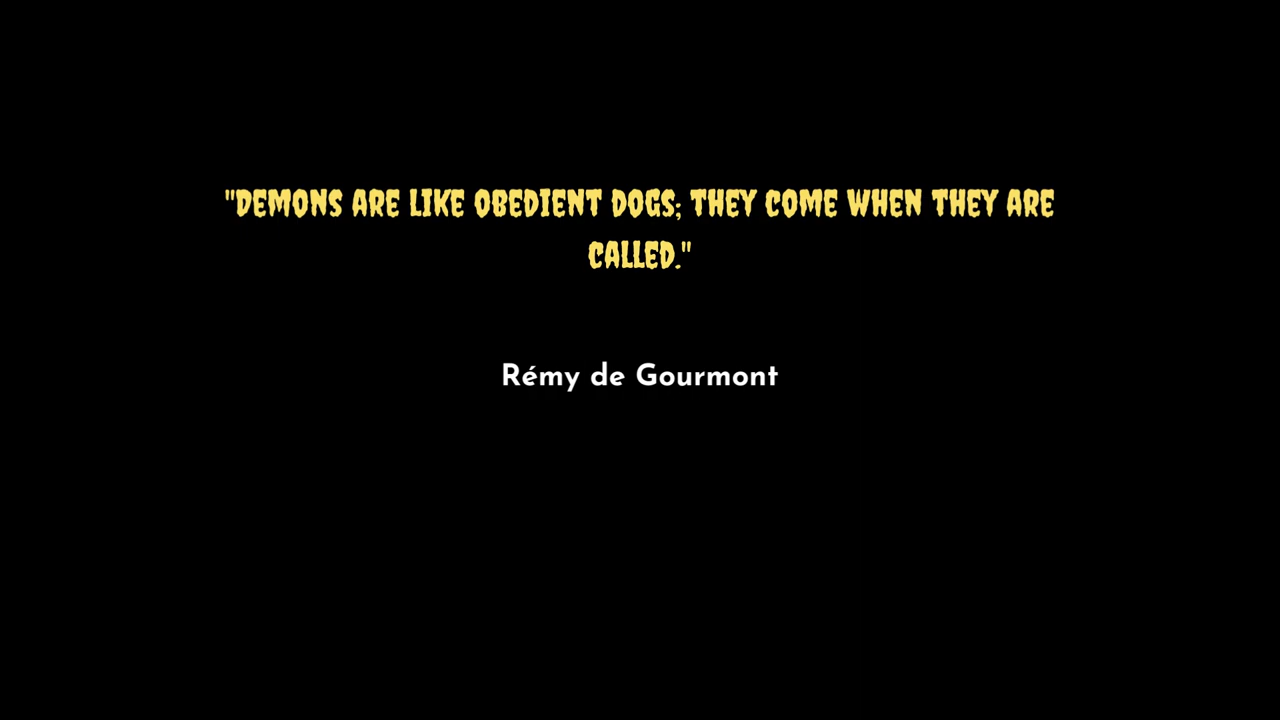 "DEMONS ARE LIKE OBEDIENT DOGS; THEY COME WHEN THEY ARE
CALLED."
Rémy de Gourmont